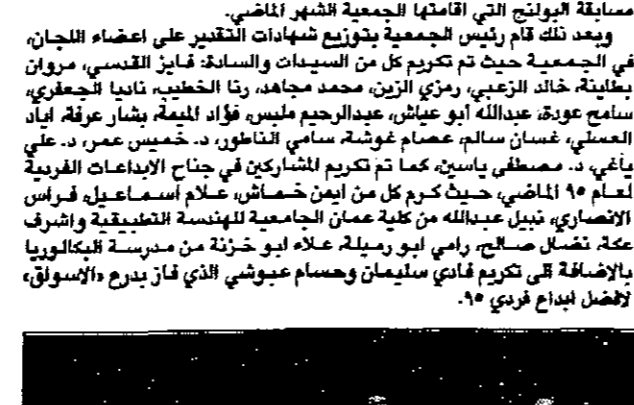 مسابقة البولنج التي اقامتها الجمعية الشهر الماضي.
وبعد ذلك قام رئيس الجمعية بتوزيع شهادات التقدير على اعضاء اللجان،
في الجمعية حيث تم تكريم كل من السيدات والسادة: فايز القدسي، مروان
بطاينة، خالد الزعبي، رمزي الزين، محمد مجاهد، رنا الخطيب، ناديا الجعفري،
سامح عودة، عبدالله أبو عياش، عبدالرحيم ملبس، فؤاد الميمة، بشار عرفة، اياد
العسلي، غسان سالم، عصام غوشة، سامي الناطور، د. خميس عمر، د. علي
ياغي، د. مصطفى ياسين، كما تم تكريم المشاركين في جناح الابداعات الفردية
لعام ٩٥ الماضي، حيث كرم كل من ايمن خماش، علام اسماعيل، فراس
الانصاري، نبيل عبدالله من كلية عمان الجامعية للهندسة التطبيقية واشرف
عكة، نضال صالح، رامي ابو رميلة، علاء ابو خزنة من مدرسة البكالوريا
بالاضافة الى تكريم فادي سليمان وحسام عبوشي الذي فاز بدرع «الاسواق»
لافضل ابداع فردي ٩٥.